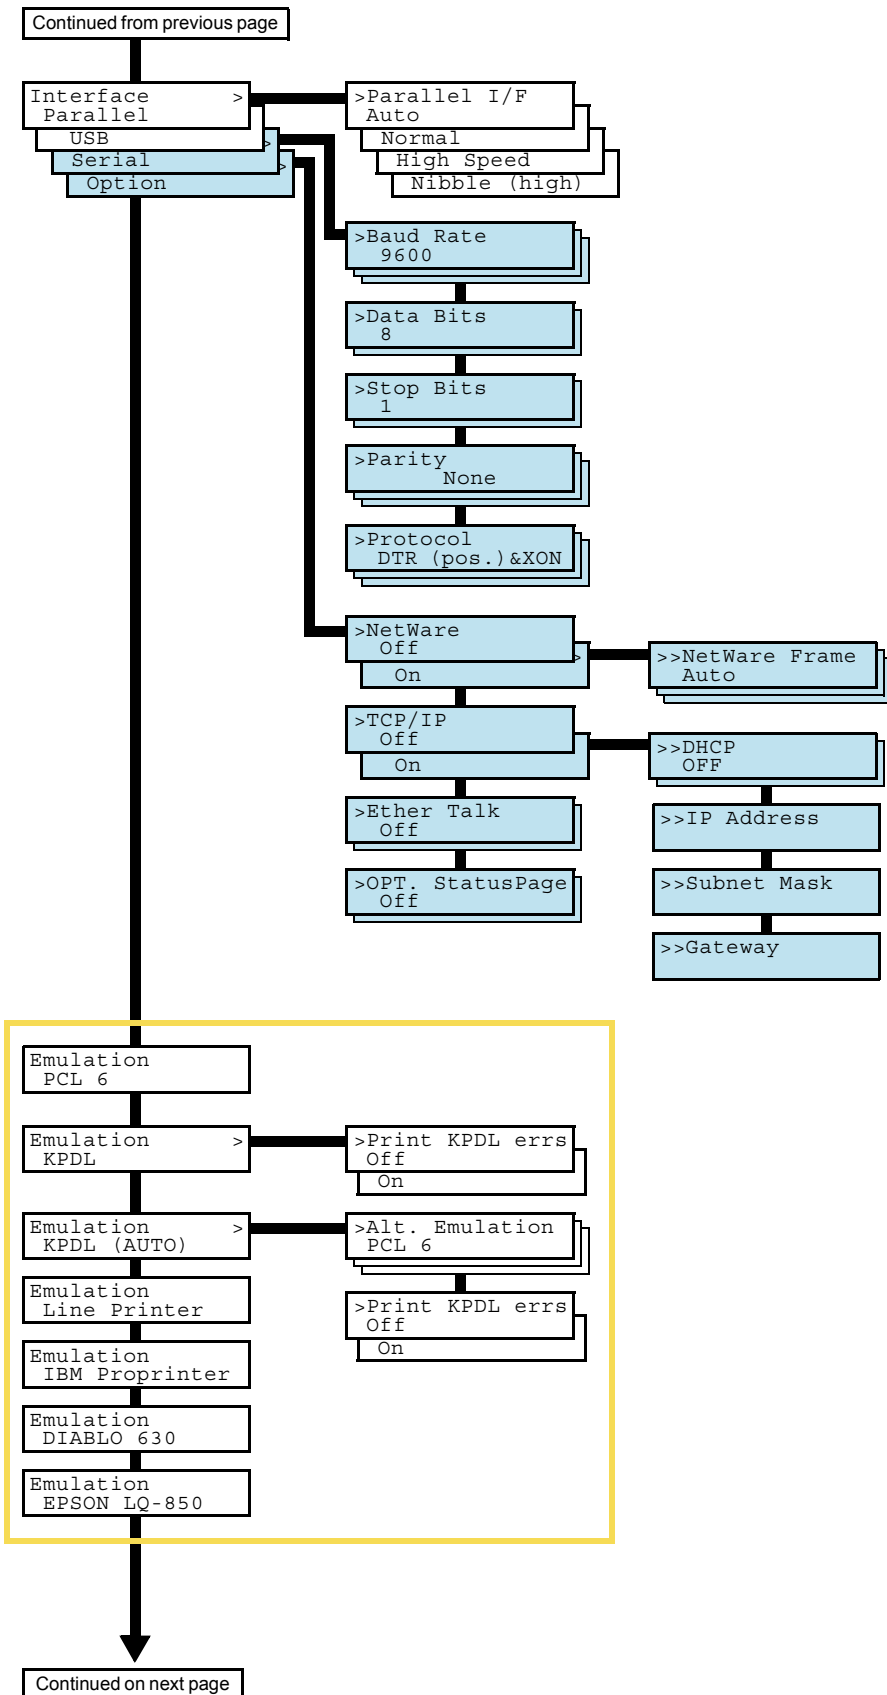 Continued from previous page
Interface >
Parallel
USB
>
Serial
>
Option
>Parallel I/F
Auto
Normal
High Speed
Nibble (high)
>Baud Rate
9600
>Data Bits
8
>Stop Bits
1
>Parity
None
>Protocol
DTR (pos.)&XON
>NetWare
Off
>
On
>>NetWare Frame
Auto
>TCP/IP
Off
On
>>DHCP
OFF
>>IP Address
>>Subnet Mask
>>Gateway
>Ether Talk
Off
>OPT. StatusPage
Off
Emulation
PCL 6
Emulation >
KPDL
>Print KPDL errs
Off
On
Emulation >
KPDL (AUTO)
>Alt. Emulation
PCL 6
>Print KPDL errs
Off
On
Emulation
Line Printer
Emulation
IBM Proprinter
Emulation
DIABLO 630
Emulation
EPSON LQ-850
Continued on next page